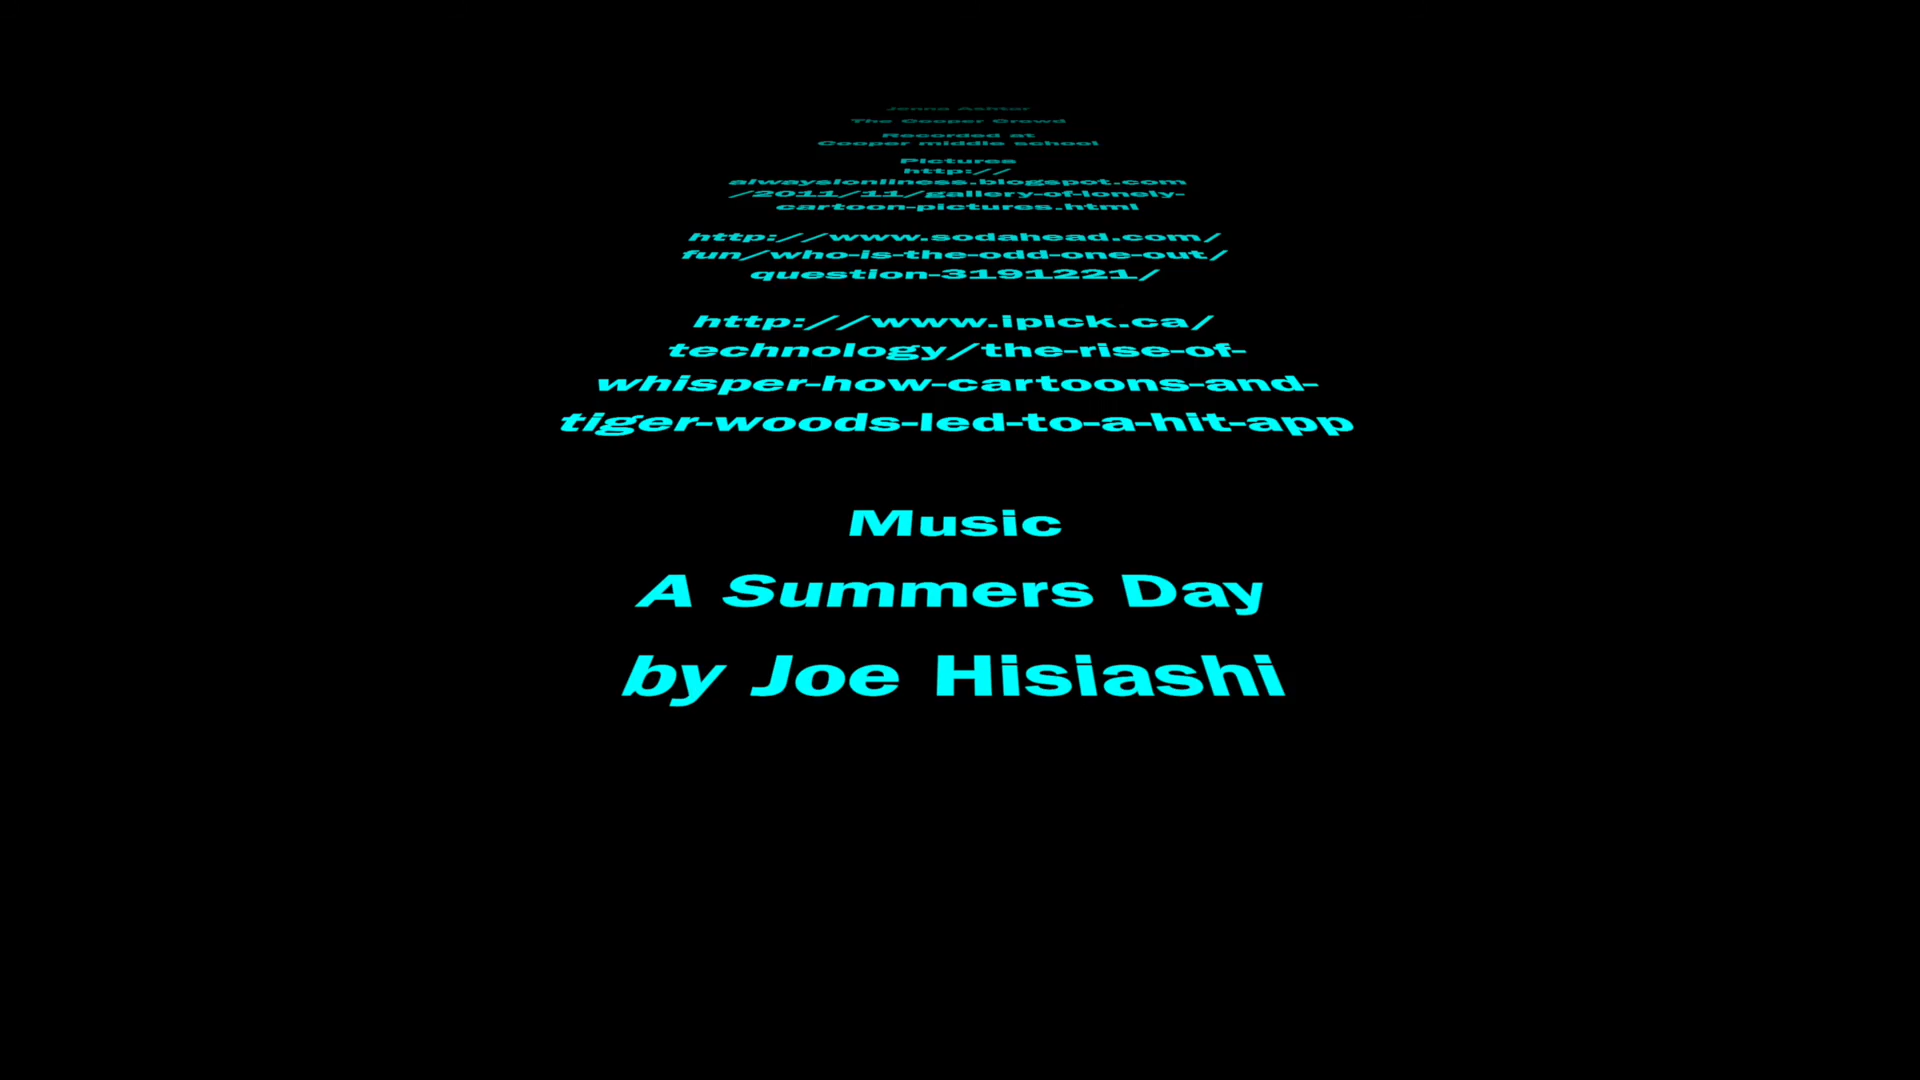 Jenna Ashtar
The Cooper Crowd
Recorded at
Cooper middle school
Pictures
http://
alwayslonliness.blogspot.com
/2011/11/gallery-of-lonely-
cartoon-pictures.html
http://www.sodahead.com/
fun/who-is-the-odd-one-out/
question-3191221/
http://www.ipick.ca/
technology/the-rise-of-
whisper-how-cartoons-and-
tiger-woods-led-to-a-hit-app
Music
A Summers Day
by Joe Hisiashi